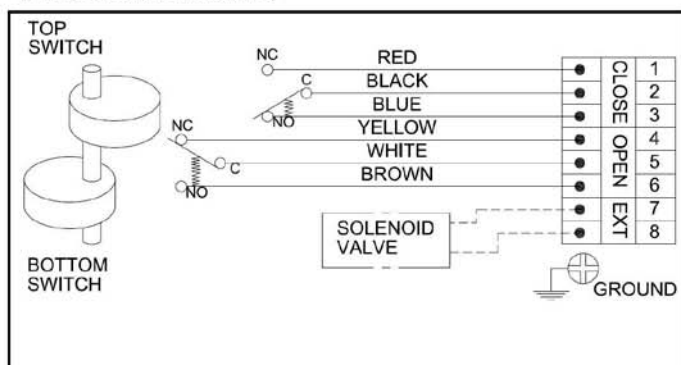 TOP
SWITCH
NC
RED
C
BLACK
BLUE
NO
NC
YELLOW
WHITE
C
BROWN
NO
CLOSE
OPEN
EXT
1
2
3
4
5
6
7
8
SOLENOID
VALVE
BOTTOM
SWITCH
GROUND